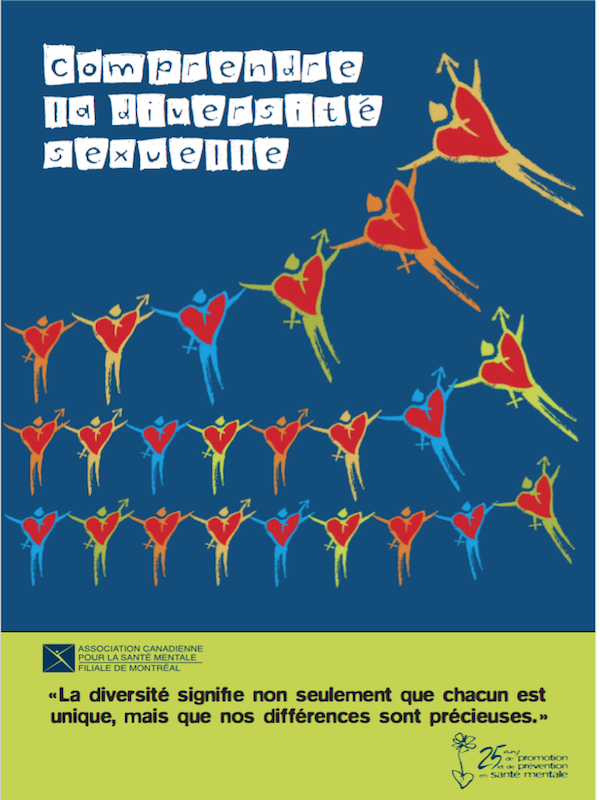 Comprendre
la diversité
sexuelle
ASSOCIATION CANADIENNE
POUR LA SANTÉ MENTALE
FILIALE DE MONTRÉAL
«La diversité signifie non seulement que chacun est
unique, mais que nos différences sont précieuses.»
25 ans
de promotion
et de prévention
en santé mentale